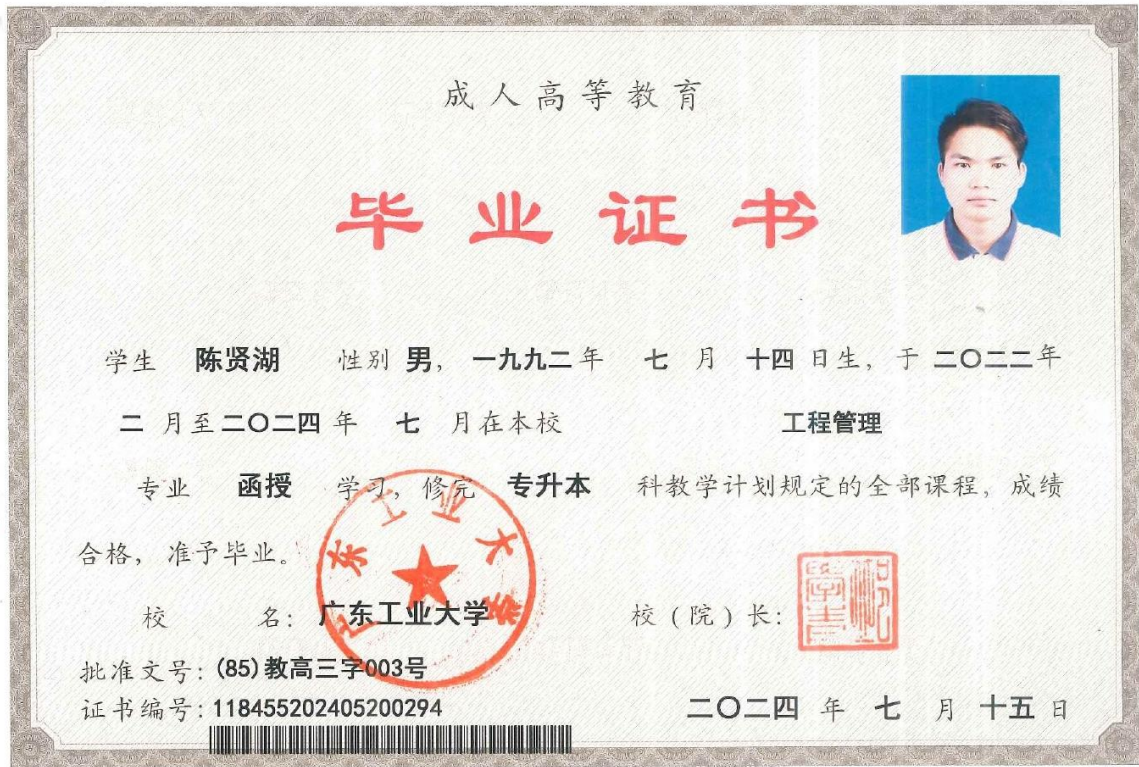 成人高等教育
毕业证书
学生 陈贤湖 性别 男，一九九二年 七 月 十四 日生，于 二〇二二年
二 月至二〇二四 年 七 月在本校 工程管理
专业 函授 学习，修完 专升本 科教学计划规定的全部课程，成绩
合格，准予毕业。
广东工业大学
校 名：广东工业大学 校（院）长：
批准文号：(85)教高三字003号
证书编号：118455202405200294
二〇二四 年 七 月 十五 日